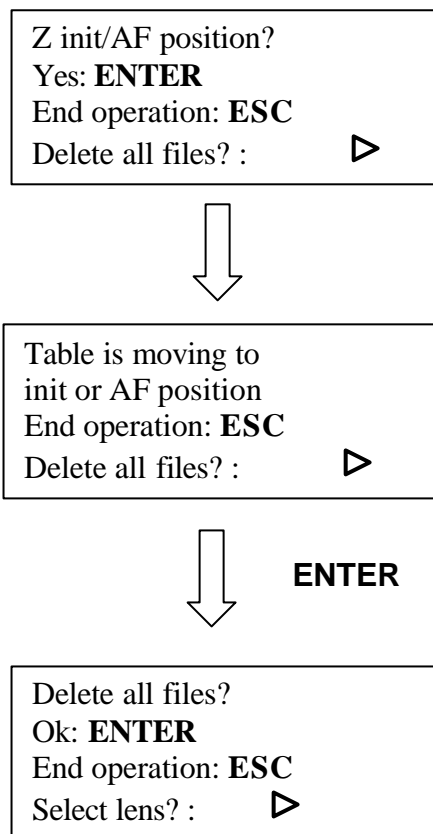 Z init/AF position?
Yes: ENTER
End operation: ESC
Delete all files? :
Table is moving to
init or AF position
End operation: ESC
Delete all files? :
ENTER
Delete all files?
Ok: ENTER
End operation: ESC
Select lens? :